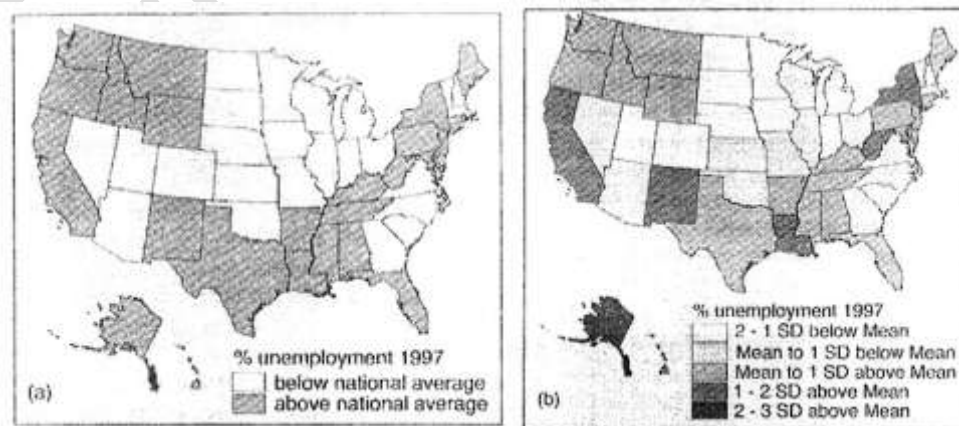 % unemployment 1997
below national average
above national average
(a)
% unemployment 1997
2 - 1 SD below Mean
Mean to 1 SD below Mean
Mean to 1 SD above Mean
1 - 2 SD above Mean
2 - 3 SD above Mean
(b)